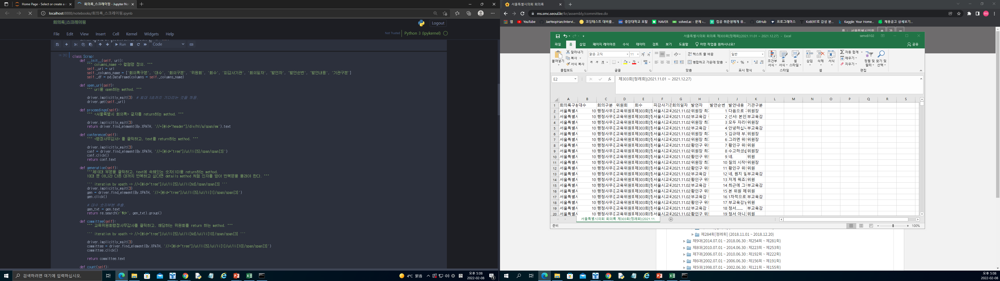 Home Page - Select or create a n
회의록_스크레이핑 - Jupyter Not
localhost:8888/notebooks/회의록_스크레이핑.ipynb
회의록_스크레이핑
Logout
File Edit View Insert Cell Kernel Widgets Help
Not Trusted
Python 3 (ipykernel)
Run
Code
In [5]:
class Scrap:
def __init__(self, url):
""" columns_name -> 컬럼명 정의. """
self._url = url
self._columns_name = ['회의록구분', '대수', '회의구분', '위원회', '회수', '피감사기관', '회의일자', '발언자', '발언순번', '발언내용', '기관구분']
self._df = pd.DataFrame(columns = self._columns_name)
def open_url(self):
""" url을 open하는 method. """
driver.implicitly_wait(3) # 최대 3초까지 기다리는 것을 허용.
driver.get(self._url)
def proceedings(self):
""" <서울특별시 회의록> 글자를 return하는 method. """
driver.implicitly_wait(3)
return driver.find_element(By.XPATH, '//*[@id="header"]/div/h1/a/span/em').text
def conference(self):
""" <행정사무감사> 를 클릭하고, text를 return하는 method. """
driver.implicitly_wait(3)
conf = driver.find_element(By.XPATH, '//*[@id="tree"]/ul/li[5]/span/span[3]')
conf.click()
return conf.text
def generation(self):
"""제10대 부분을 클릭하고, text에 속해있는 숫자(10)을 return하는 method.
10대 뿐 아니라 다른 대까지 반복하고 싶다면 details method 처럼 인자를 받아 반복문을 돌려야 한다. """
''' iteration by xpath -> //*[@id="tree"]/ul/li[5]/ul/li[%d]/span/span[3] '''
driver.implicitly_wait(3)
gen = driver.find_element(By.XPATH, '//*[@id="tree"]/ul/li[5]/ul/li[1]/span/span[3]')
gen.click()
# 대수 숫자부분 추출.
gen_txt = gen.text
return re.search(r'\d+', gen_txt).group()
def committee(self):
""" 교육위원회행정사무감사를 클릭하고, 해당하는 위원회를 return 하는 method. """
''' iteration by xpath -> //*[@id="tree"]/ul/li[5]/ul/li[%d]/ul/li[10]/span/span[3] '''
driver.implicitly_wait(3)
committee = driver.find_element(By.XPATH, '//*[@id="tree"]/ul/li[5]/ul/li[1]/ul/li[10]/span/span[3]')
committee.click()
return committee.text
def count(self):
검색하려면 여기에 입력하십시오.
4°C 맑음
오후 5:08
2022-02-08
서울특별시의회 회의록
ms.smc.seoul.kr/kr/assembly/committee.do
앱 YouTube JaeYeopHan/Intervi... 코딩테스트 대비를... 중앙대학교 포탈 NAVER solved.ac - 문제 ›... 컴공 취준생에게 유... GitHub 프로그래머스 KoBERT로 감성 분... Kaggle: Your Home... 채용공고 상세보기...
홈 서울특별시의회 + 가 -
서울특별시의회 회의록 제303회[정례회](2021.11.01 ~ 2021.12.27) - Excel
senvdi102
파일 홈 삽입 페이지 레이아웃 수식 데이터 검토 보기 도움말 어떤 작업을 원하시나요? 공유
붙여넣기 잘라내기 복사 서식 복사
클립보드
맑은 고딕 11
글꼴
텍스트 줄 바꿈
병합하고 가운데 맞춤
맞춤
일반
표시 형식
조건부 서식 표 서식 셀 스타일
스타일
삽입 삭제 서식
셀
자동 합계 채우기 지우기
정렬 및 필터 찾기 및 선택
편집
E2
제303회[정례회](2021.11.01 ~ 2021.12.27)
A B C D E F G H I J K L M N O P Q R S
1 회의록구분 대수 회의구분 위원회 회수 피감사기관 회의일자 발언자 발언순번 발언내용 기관구분
2 서울특별시 10 행정사무감 교육위원회 제303회[정 서울시교육 2021.11.02 위원장 최기 1 다음으로 위원장
3 서울특별시 10 행정사무감 교육위원회 제303회[정 서울시교육 2021.11.02 부교육감 2 선서! 본인 부교육감
4 서울특별시 10 행정사무감 교육위원회 제303회[정 서울시교육 2021.11.02 위원장 최기 3 모두 자리 위원장
5 서울특별시 10 행정사무감 교육위원회 제303회[정 서울시교육 2021.11.02 부교육감 4 안녕하십니 부교육감
6 서울특별시 10 행정사무감 교육위원회 제303회[정 서울시교육 2021.11.02 위원장 최기 5 김규태 부 위원장
7 서울특별시 10 행정사무감 교육위원회 제303회[정 서울시교육 2021.11.02 위원장 최기 6 그러면 위 위원장
8 서울특별시 10 행정사무감 교육위원회 제303회[정 서울시교육 2021.11.02 황인구 위원 7 황인구 위 위원
9 서울특별시 10 행정사무감 교육위원회 제303회[정 서울시교육 2021.11.02 위원장 최기 8 수고하셨습 위원장
10 서울특별시 10 행정사무감 교육위원회 제303회[정 서울시교육 2021.11.02 황인구 위원 9 네. 위원
11 서울특별시 10 행정사무감 교육위원회 제303회[정 서울시교육 2021.11.02 위원장 최기 10 질의 시작 위원장
12 서울특별시 10 행정사무감 교육위원회 제303회[정 서울시교육 2021.11.02 황인구 위원 11 황인구 위 위원
13 서울특별시 10 행정사무감 교육위원회 제303회[정 서울시교육 2021.11.02 부교육감 12 네, 뭔지 일 부교육감
14 서울특별시 10 행정사무감 교육위원회 제303회[정 서울시교육 2021.11.02 황인구 위원 13 저게 뭐죠 위원
15 서울특별시 10 행정사무감 교육위원회 제303회[정 서울시교육 2021.11.02 부교육감 14 최근에 그 부교육감
16 서울특별시 10 행정사무감 교육위원회 제303회[정 서울시교육 2021.11.02 황인구 위원 15 본 위원 제 위원
17 서울특별시 10 행정사무감 교육위원회 제303회[정 서울시교육 2021.11.02 부교육감 16 1차적으로 부교육감
18 서울특별시 10 행정사무감 교육위원회 제303회[정 서울시교육 2021.11.02 황인구 위원 17 부교육감님 위원
19 서울특별시 10 행정사무감 교육위원회 제303회[정 서울시교육 2021.11.02 부교육감 18 정서....... 부교육감
20 서울특별시 10 행정사무감 교육위원회 제303회[정 서울시교육 2021.11.02 황인구 위원 19 정서 아니 위원
서울특별시의회 회의록 제303회(정례회)(2021.11.
준비
100%
제284회[정례회] (2018.11.01 ~ 2018.12.20)
제9대(2014.07.01 ~ 2018.06.30 : 제254회 ~ 제281회)
제8대(2010.07.01 ~ 2014.06.30 : 제223회 ~ 제253회)
제7대(2006.07.01 ~ 2010.06.30 : 제192회 ~ 제222회)
제6대(2002.07.01 ~ 2006.06.30 : 제156회 ~ 제191회)
제5대(1998.07.01 ~ 2002.06.30 : 제121회 ~ 제155회)
오후 5:08
2022-02-08